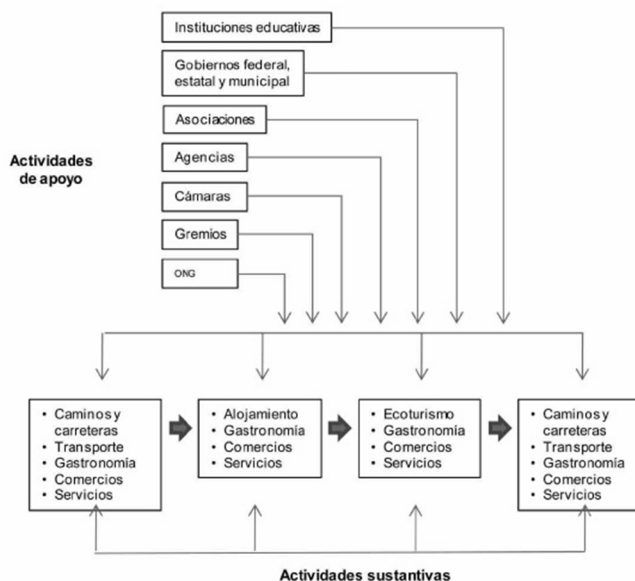 Instituciones educativas
Gobiernos federal,
estatal y municipal
Asociaciones
Actividades
de apoyo
Agencias
Cámaras
Gremios
ONG
• Caminos y
carreteras
• Transporte
• Gastronomía
• Comercios
• Servicios
• Alojamiento
• Gastronomía
• Comercios
• Servicios
• Ecoturismo
• Gastronomía
• Comercios
• Servicios
• Caminos y
carreteras
• Transporte
• Gastronomía
• Comercios
• Servicios
Actividades sustantivas